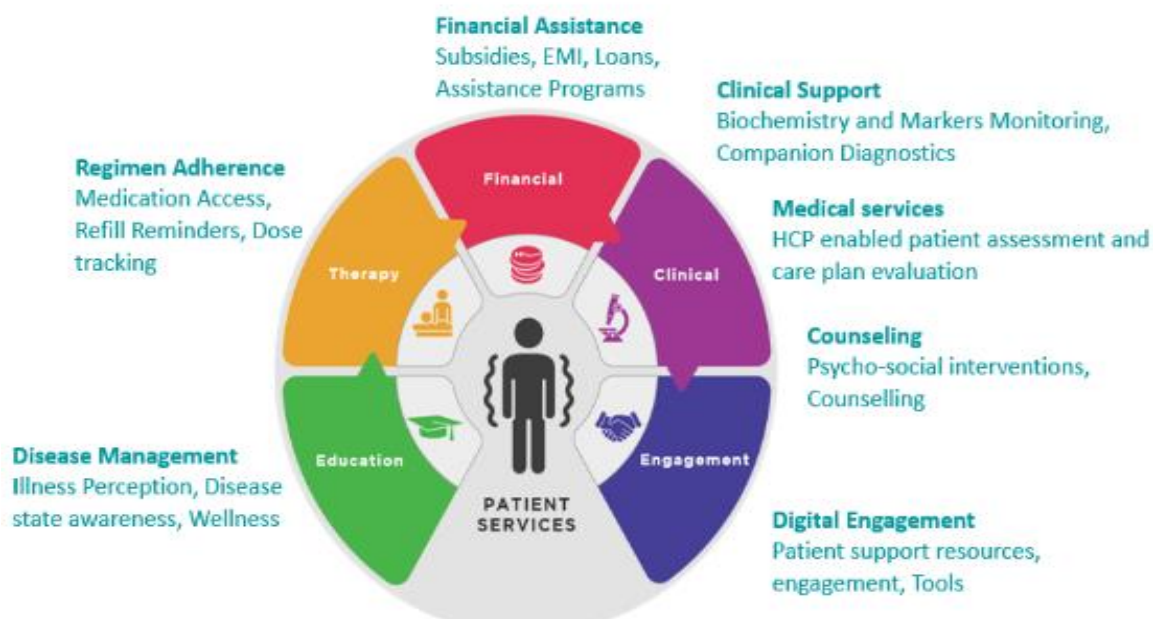 Financial Assistance
Subsidies, EMI, Loans,
Assistance Programs
Clinical Support
Biochemistry and Markers Monitoring,
Companion Diagnostics
Regimen Adherence
Medication Access,
Refill Reminders, Dose
tracking
Medical services
HCP enabled patient assessment and
care plan evaluation
Counseling
Psycho-social interventions,
Counselling
Disease Management
Illness Perception, Disease
state awareness, Wellness
Digital Engagement
Patient support resources,
engagement, Tools
Financial
Therapy
Clinical
Education
Engagement
PATIENT
SERVICES